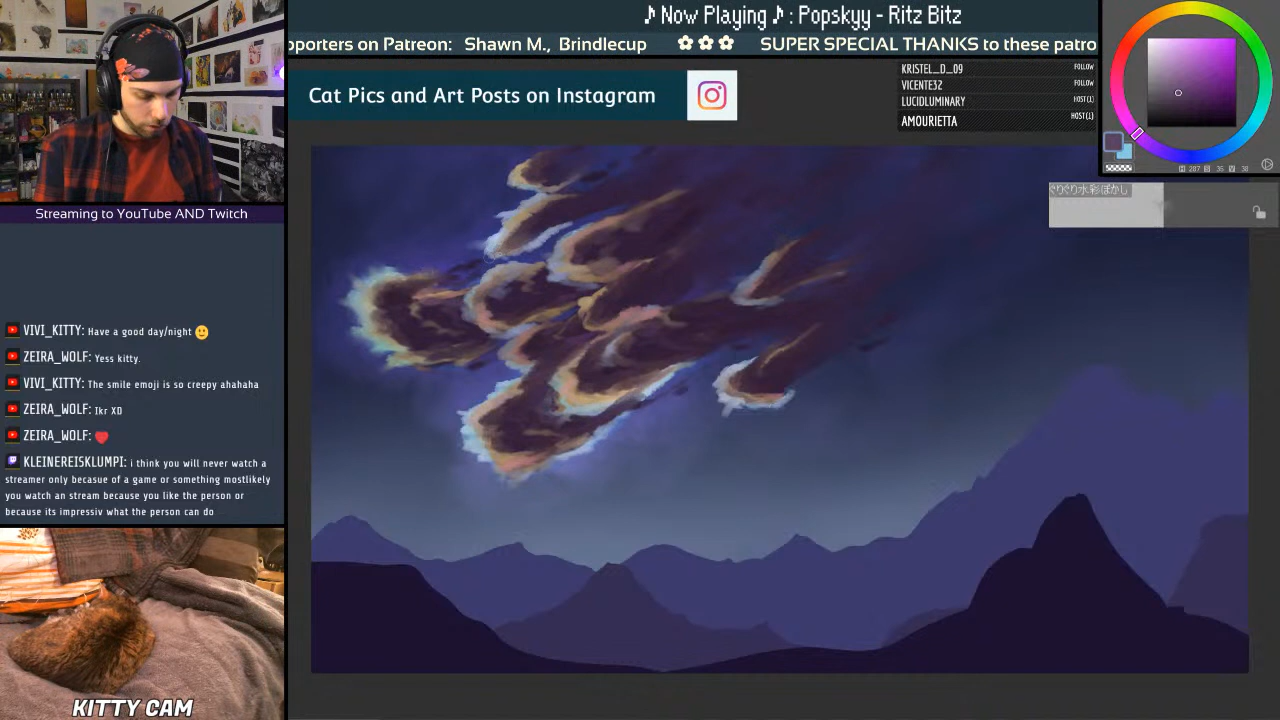 ♪ Now Playing ♪ : Popskyy - Ritz Bitz
pporters on Patreon: Shawn M., Brindlecup ✿ ✿ ✿ SUPER SPECIAL THANKS to these patro
Cat Pics and Art Posts on Instagram
KRISTEL_D_09 FOLLOW
VICENTE32 FOLLOW
LUCIDLUMINARY HOST(1)
AMOURIETTA HOST(1)
Streaming to YouTube AND Twitch
VIVI_KITTY: Have a good day/night 🙂
ZEIRA_WOLF: Yess kitty.
VIVI_KITTY: The smile emoji is so creepy ahahaha
ZEIRA_WOLF: Ikr XD
ZEIRA_WOLF: ❤️
KLEINEREISKLUMPI: i think you will never watch a
streamer only becasue of a game or something mostlikely
you watch an stream because you like the person or
because its impressiv what the person can do
KITTY CAM